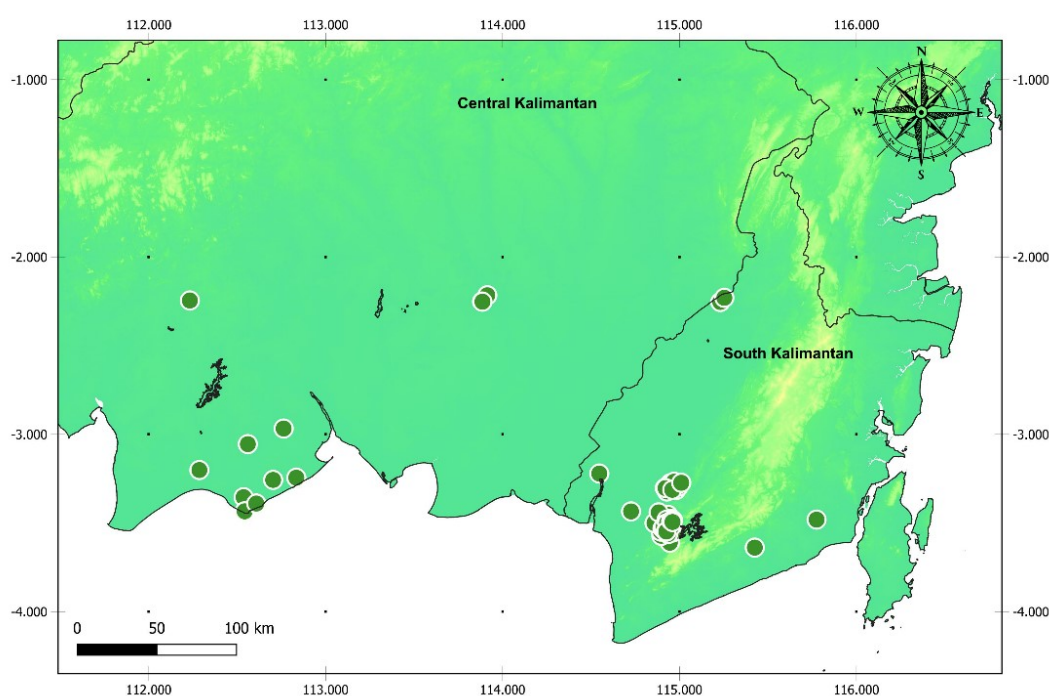 112.000 113.000 114.000 115.000 116.000
N
-1.000 Central Kalimantan -1.000
W E
S
-2.000 -2.000
South Kalimantan
-3.000 -3.000
-4.000 -4.000
0 50 100 km
112.000 113.000 114.000 115.000 116.000